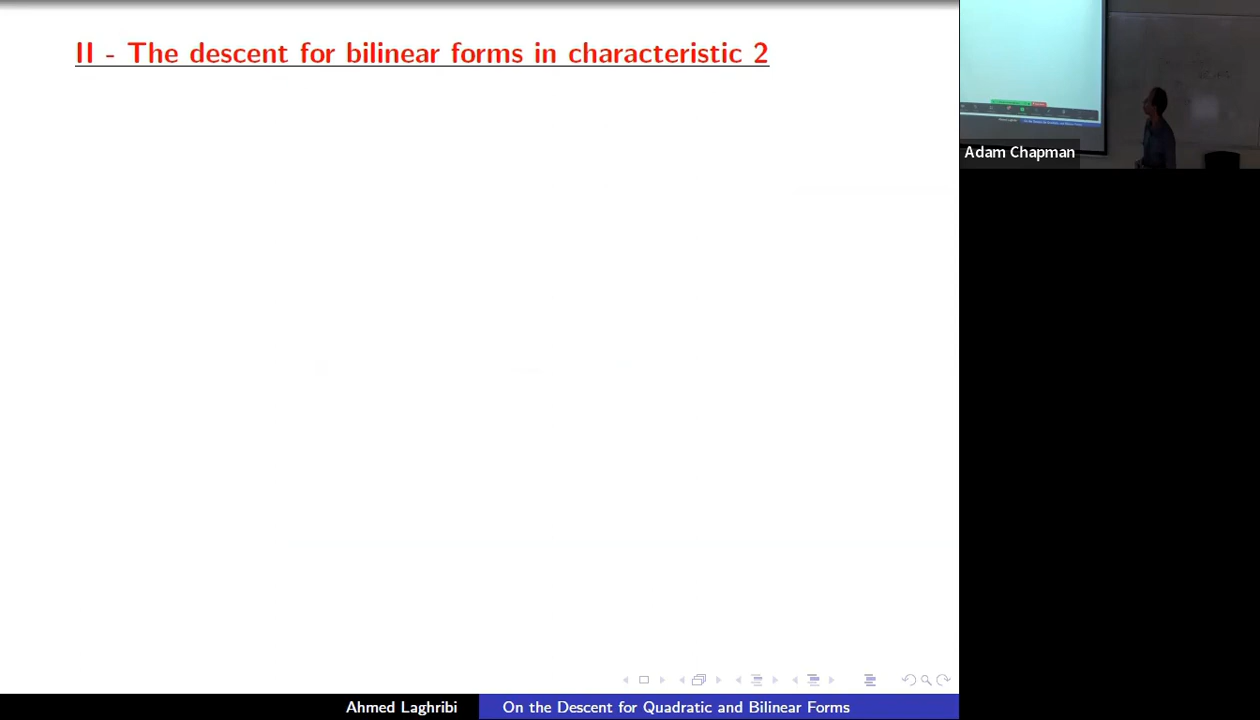 II - The descent for bilinear forms in characteristic 2
Adam Chapman
Ahmed Laghribi
On the Descent for Quadratic and Bilinear Forms